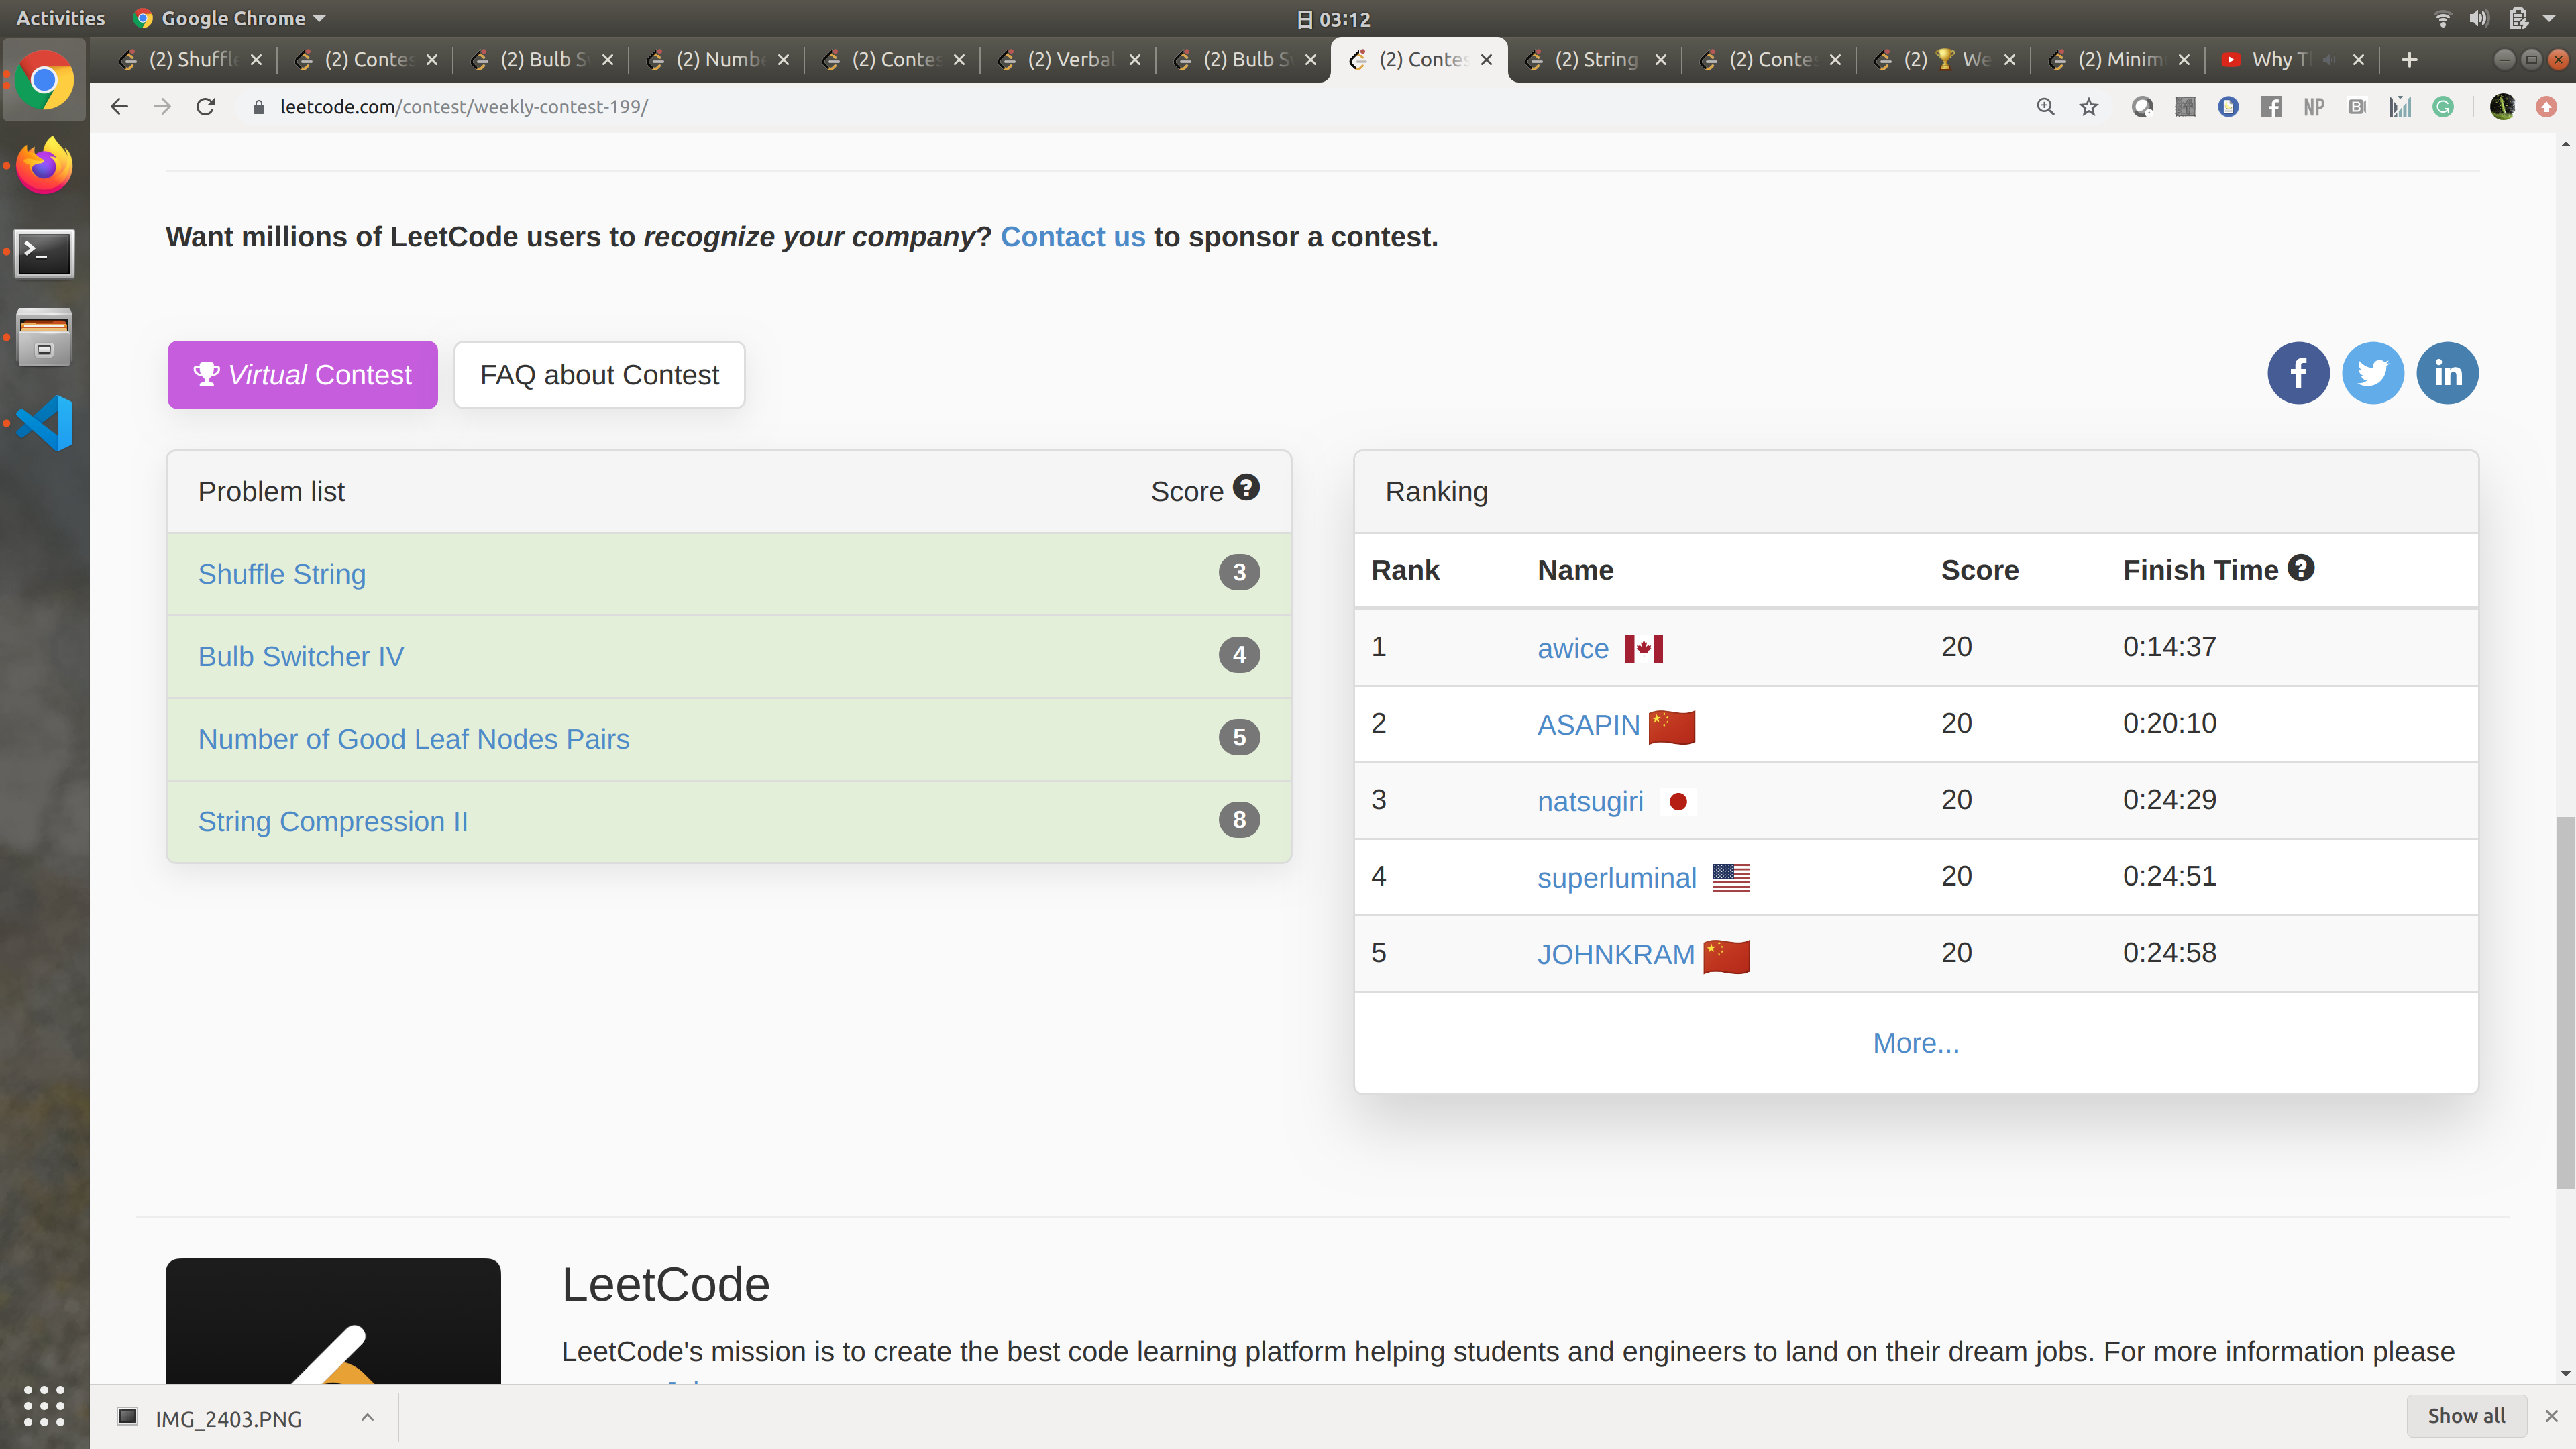 Activities Google Chrome 日 03:12
(2) Shuffle (2) Contes (2) Bulb S (2) Numbe (2) Contes (2) Verbal (2) Bulb S (2) Contes (2) String (2) Contes (2) 🏆 We (2) Minim Why T
leetcode.com/contest/weekly-contest-199/
NP
Want millions of LeetCode users to recognize your company? Contact us to sponsor a contest.
Virtual Contest FAQ about Contest
Problem list Score
Shuffle String 3
Bulb Switcher IV 4
Number of Good Leaf Nodes Pairs 5
String Compression II 8
Ranking
Rank Name Score Finish Time
1 awice 20 0:14:37
2 ASAPIN 20 0:20:10
3 natsugiri 20 0:24:29
4 superluminal 20 0:24:51
5 JOHNKRAM 20 0:24:58
More...
LeetCode
LeetCode's mission is to create the best code learning platform helping students and engineers to land on their dream jobs. For more information please
IMG_2403.PNG Show all